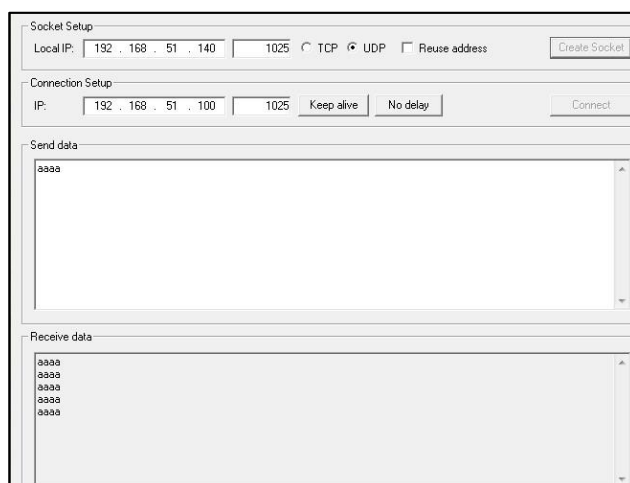 Socket Setup
Local IP: 192 . 168 . 51 . 140 1025 TCP UDP Reuse address Create Socket
Connection Setup
IP: 192 . 168 . 51 . 100 1025 Keep alive No delay Connect
Send data
aaaa
Receive data
aaaa
aaaa
aaaa
aaaa
aaaa